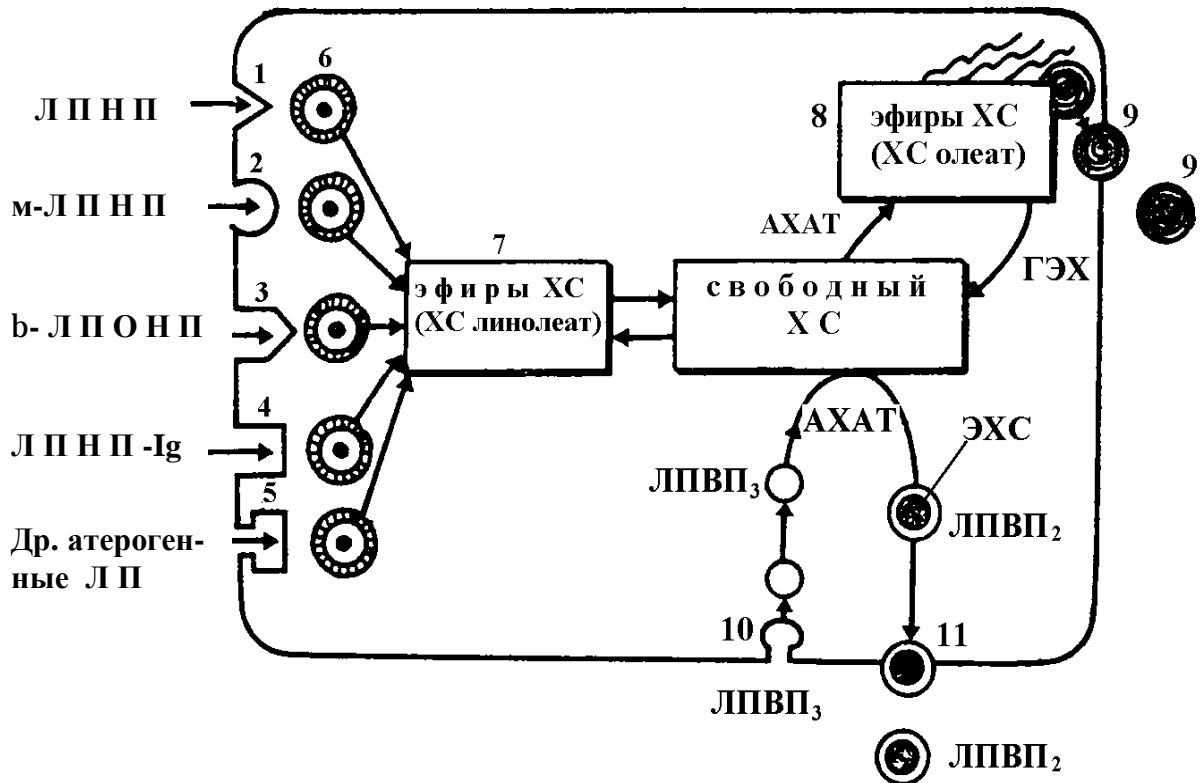 1
6
Л П Н П
2
м-Л П Н П
3
b- Л П О Н П
4
Л П Н П -Ig
5
Др. атероген-
ные Л П
7
э ф и р ы ХС
(ХС линолеат)
8
эфиры ХС
(ХС олеат)
9
9
АХАТ
ГЭХ
с в о б о д н ы й
Х С
АХАТ
ЭХС
ЛПВП3
ЛПВП2
10
11
ЛПВП3
ЛПВП2